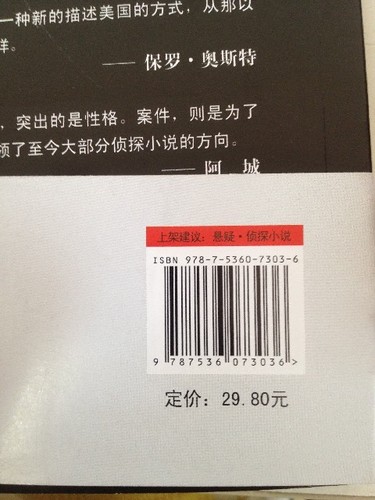 一种新的描述美国的方式，从那以
样。
——保罗·奥斯特
，突出的是性格。案件，则是为了
领了至今大部分侦探小说的方向。
——阿 城
上架建议：悬疑·侦探小说
ISBN 978-7-5360-7303-6
9 787536 073036 >
定价：29.80元